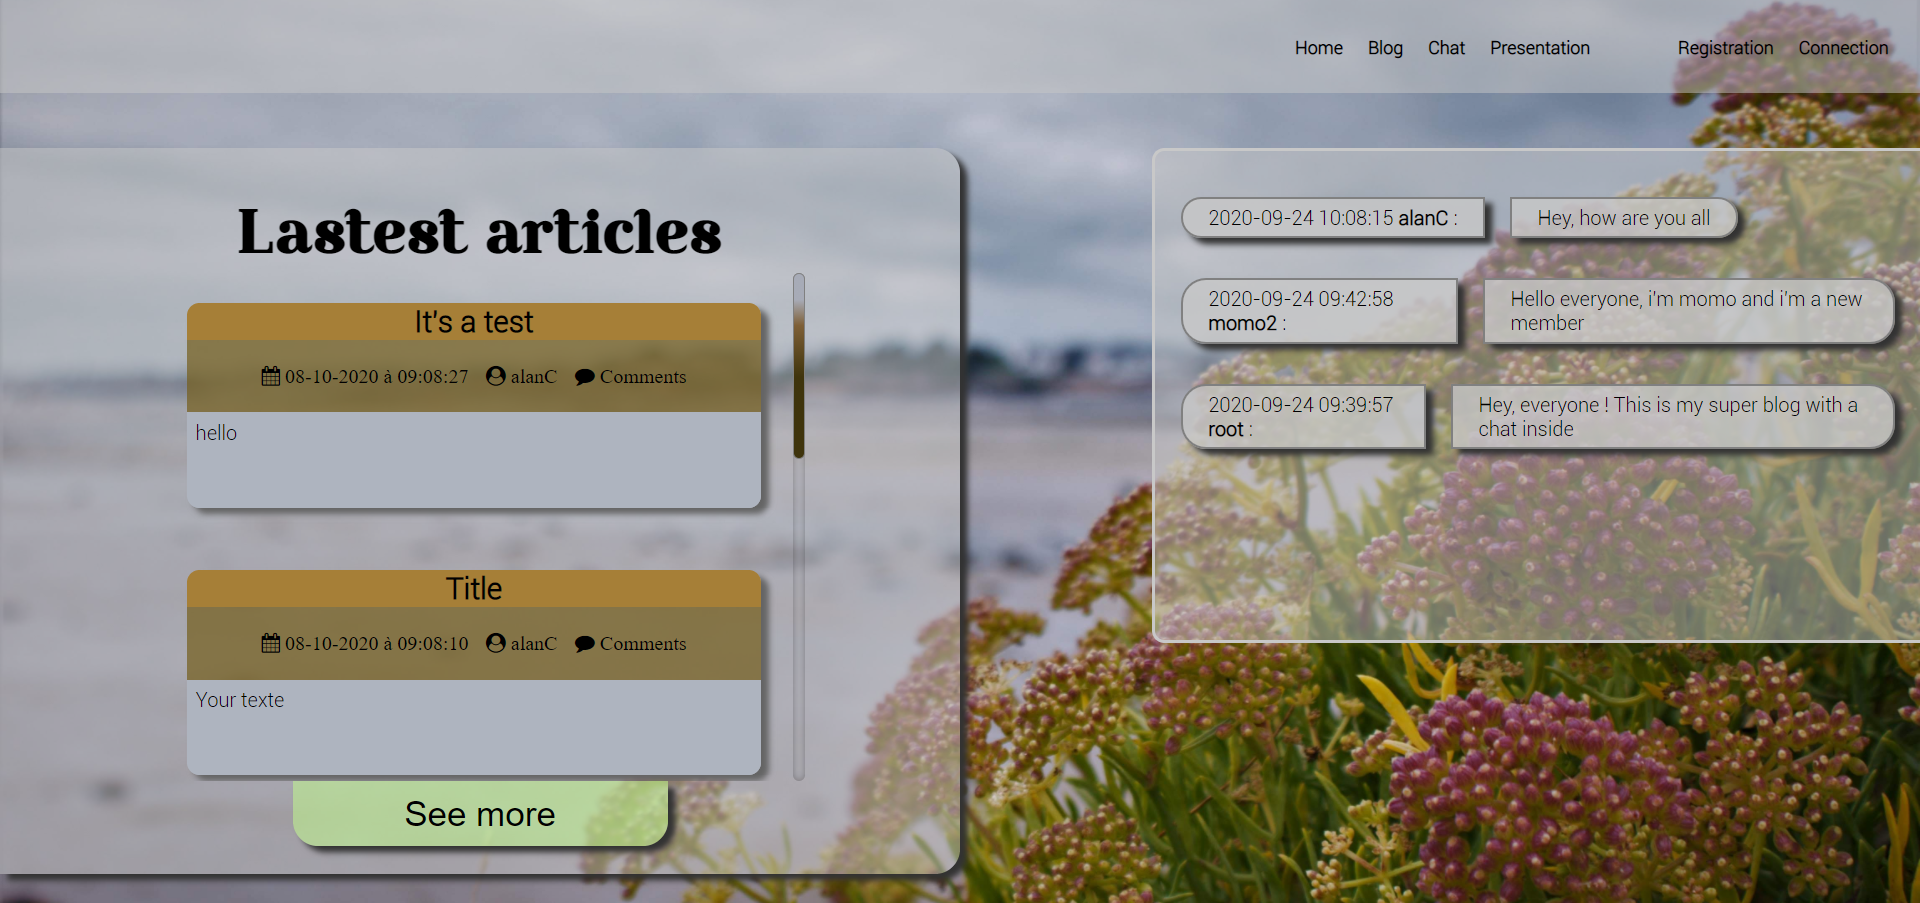 Home Blog Chat Presentation Registration Connection
Lastest articles
It's a test
08-10-2020 à 09:08:27 alanC Comments
hello
Title
08-10-2020 à 09:08:10 alanC Comments
Your texte
See more
2020-09-24 10:08:15 alanC :
Hey, how are you all
2020-09-24 09:42:58
momo2 :
Hello everyone, i'm momo and i'm a new
member
2020-09-24 09:39:57
root :
Hey, everyone ! This is my super blog with a
chat inside